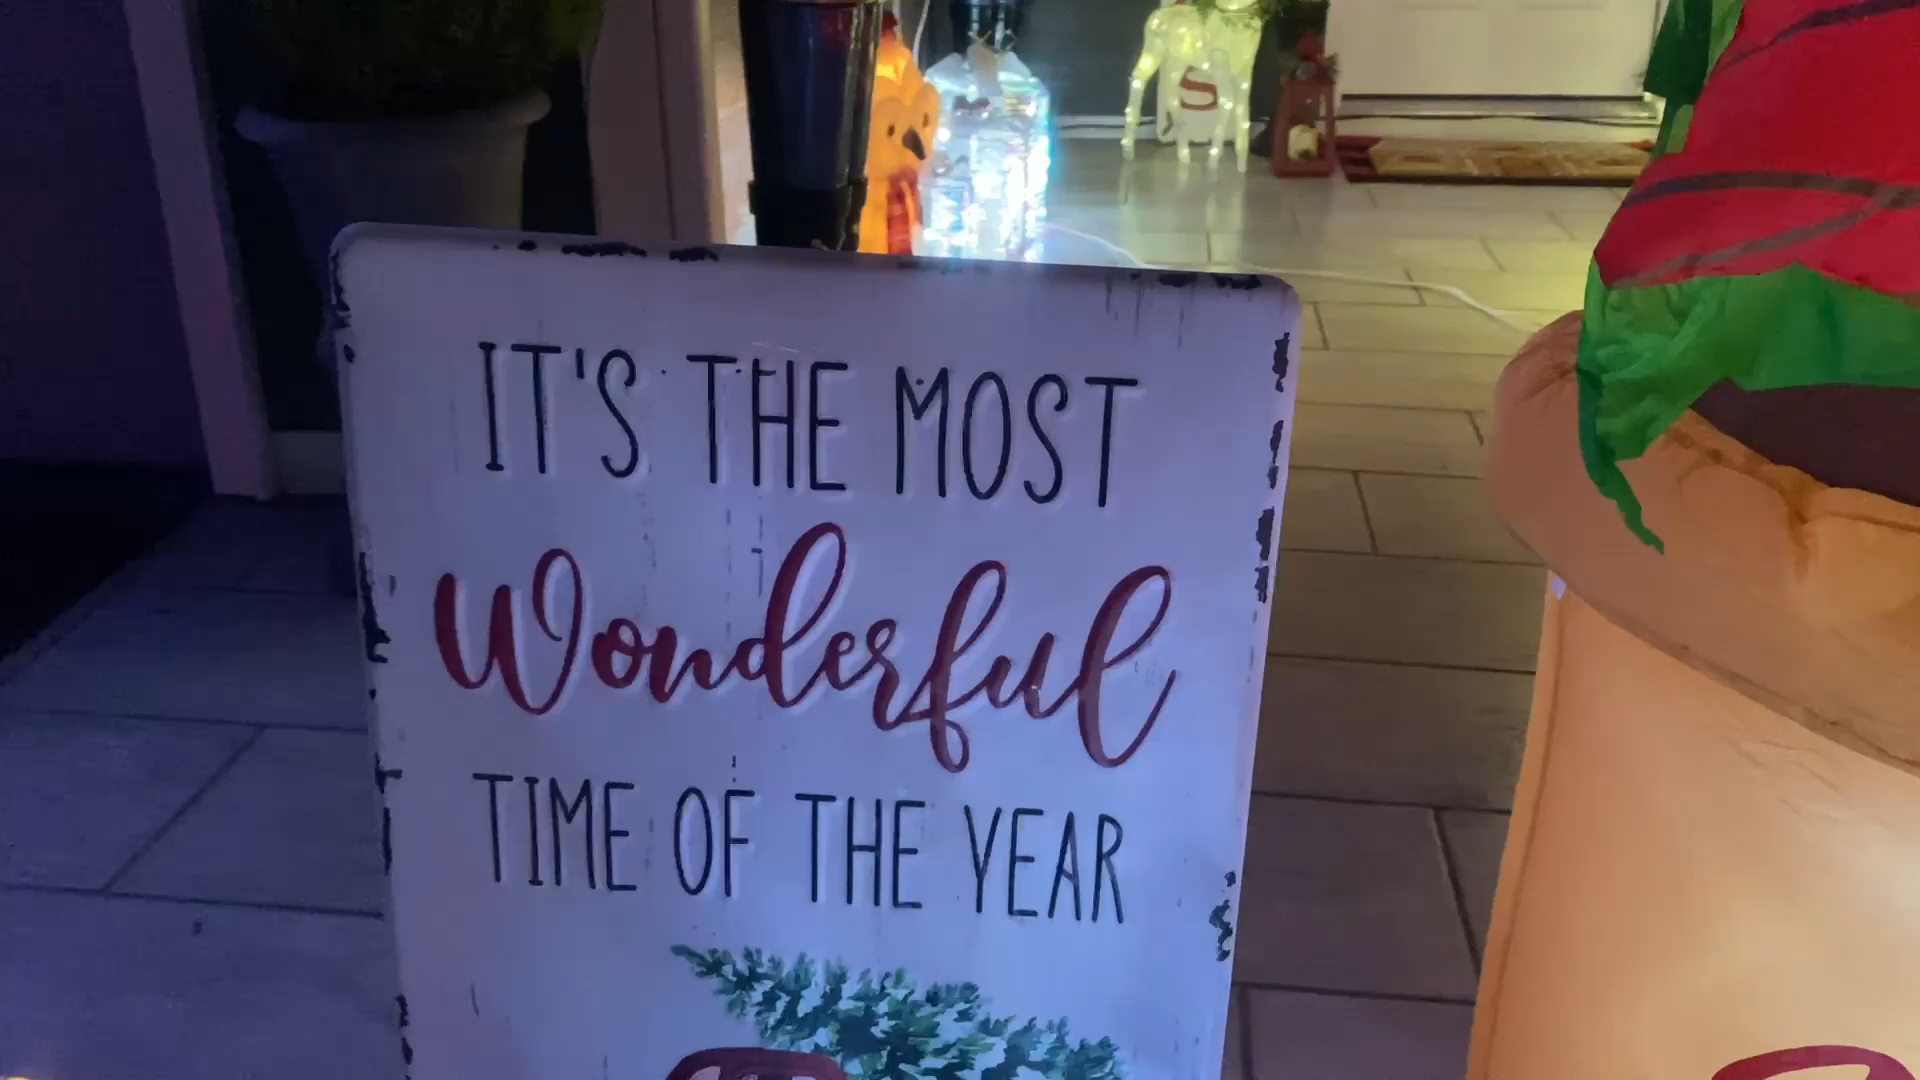 S
IT'S THE MOST
Wonderful
TIME OF THE YEAR